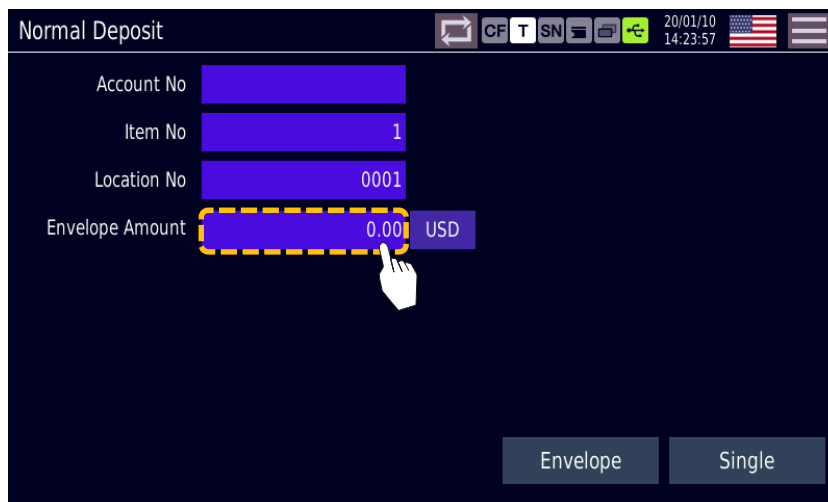 Normal Deposit
CF T SN
20/01/10
14:23:57
Account No
Item No 1
Location No 0001
Envelope Amount 0.00 USD
Envelope Single